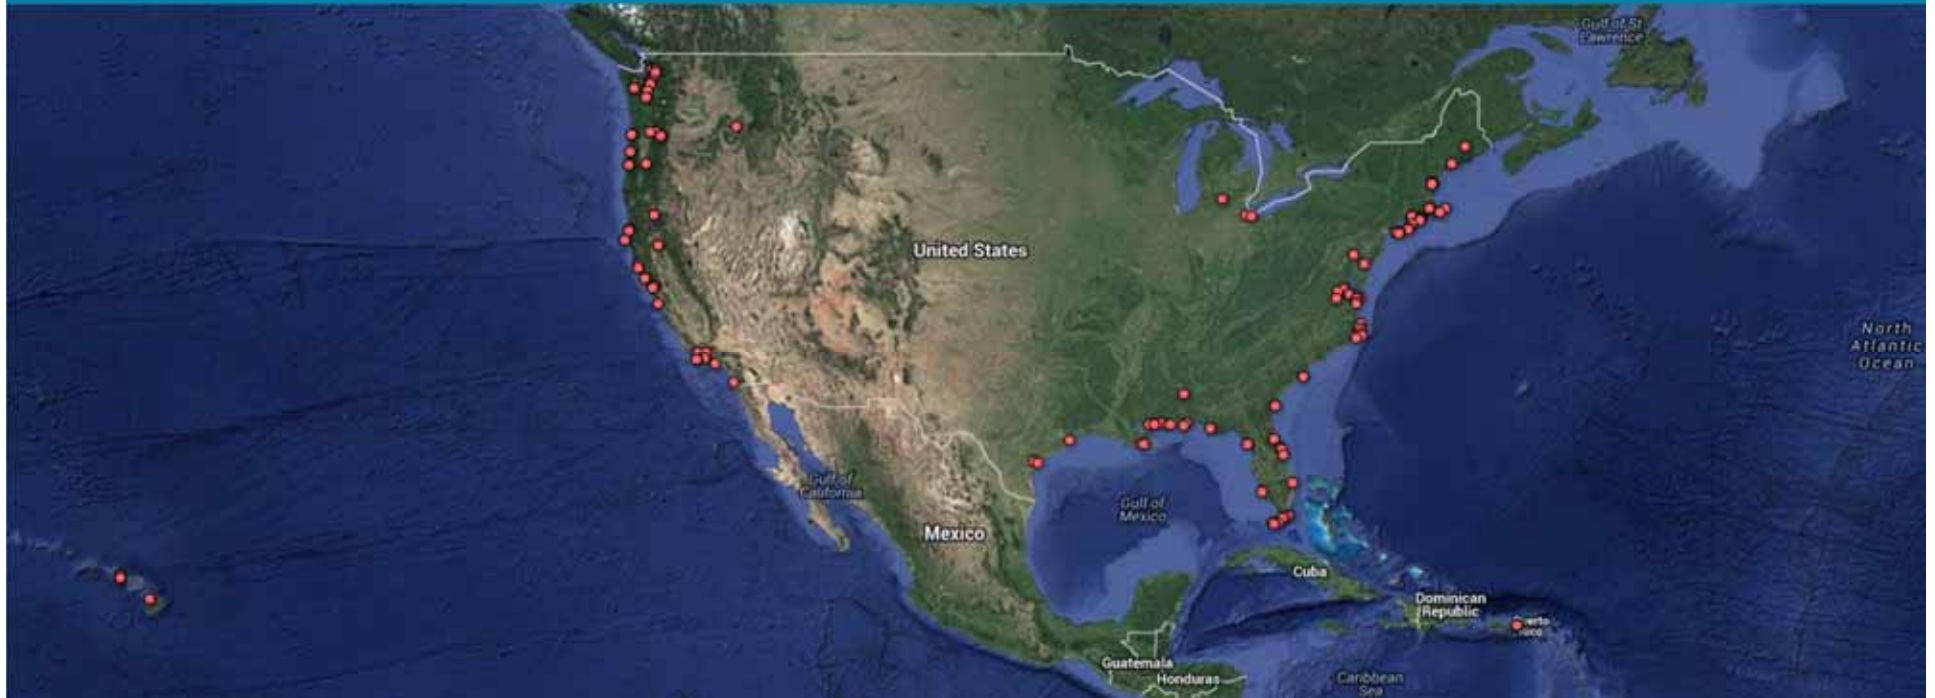 Gulf of St
Lawrence
United States
North
Atlantic
Ocean
Gulf of
California
Gulf of
Mexico
Mexico
Cuba
Dominican
Republic
Guatemala
Honduras
Caribbean
Sea